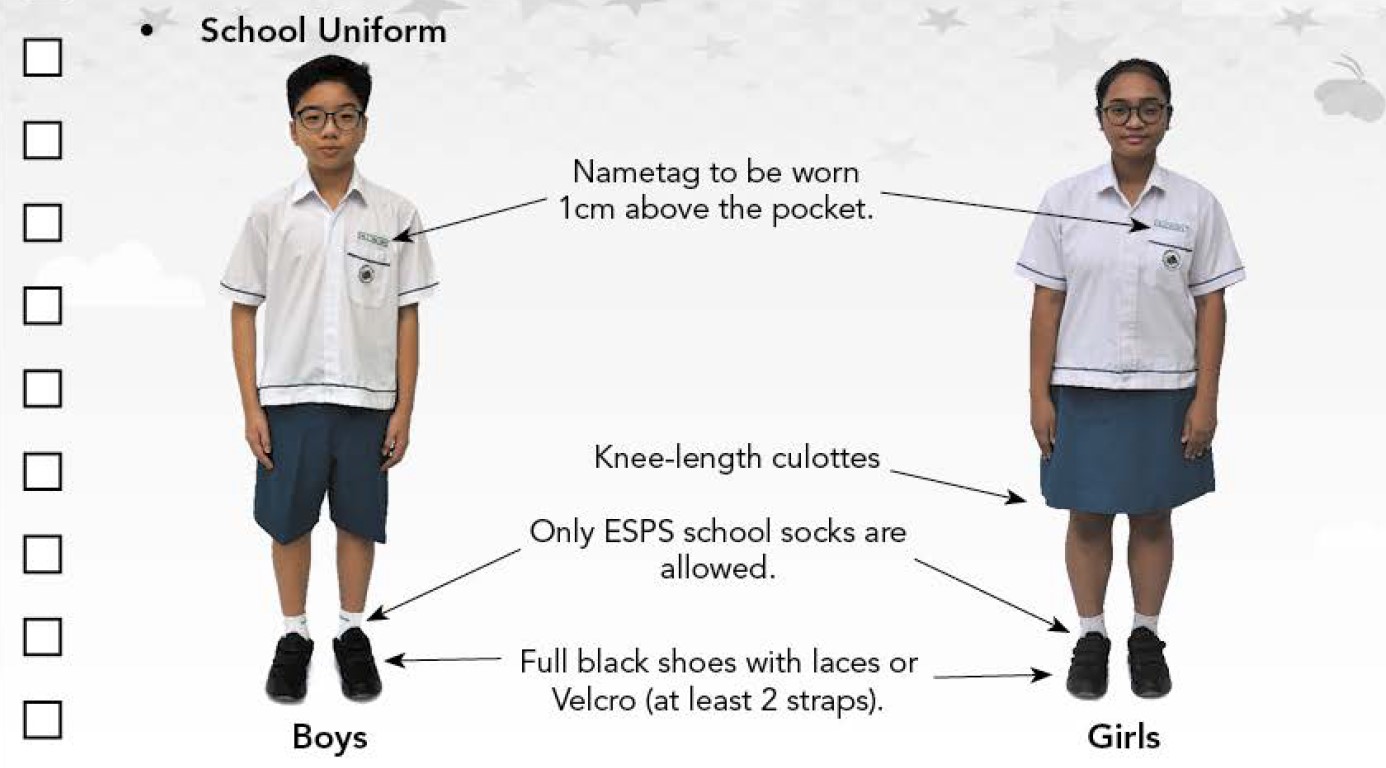 • School Uniform
Nametag to be worn
1cm above the pocket.
Knee-length culottes
Only ESPS school socks are
allowed.
Full black shoes with laces or
Velcro (at least 2 straps).
Boys
Girls